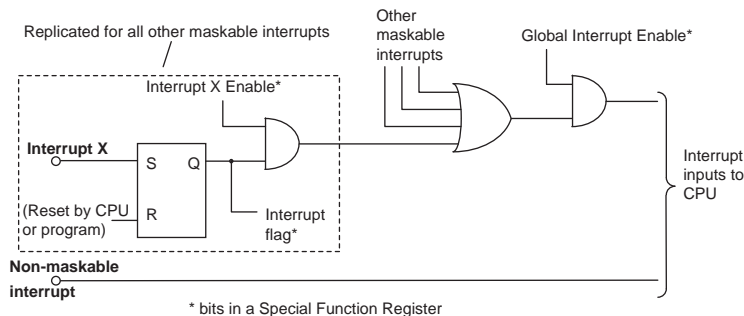 Replicated for all other maskable interrupts
Other
maskable
interrupts
Global Interrupt Enable*
Interrupt X Enable*
Interrupt X
S
Q
R
(Reset by CPU
or program)
Interrupt
flag*
Interrupt
inputs to
CPU
Non-maskable
interrupt
* bits in a Special Function Register